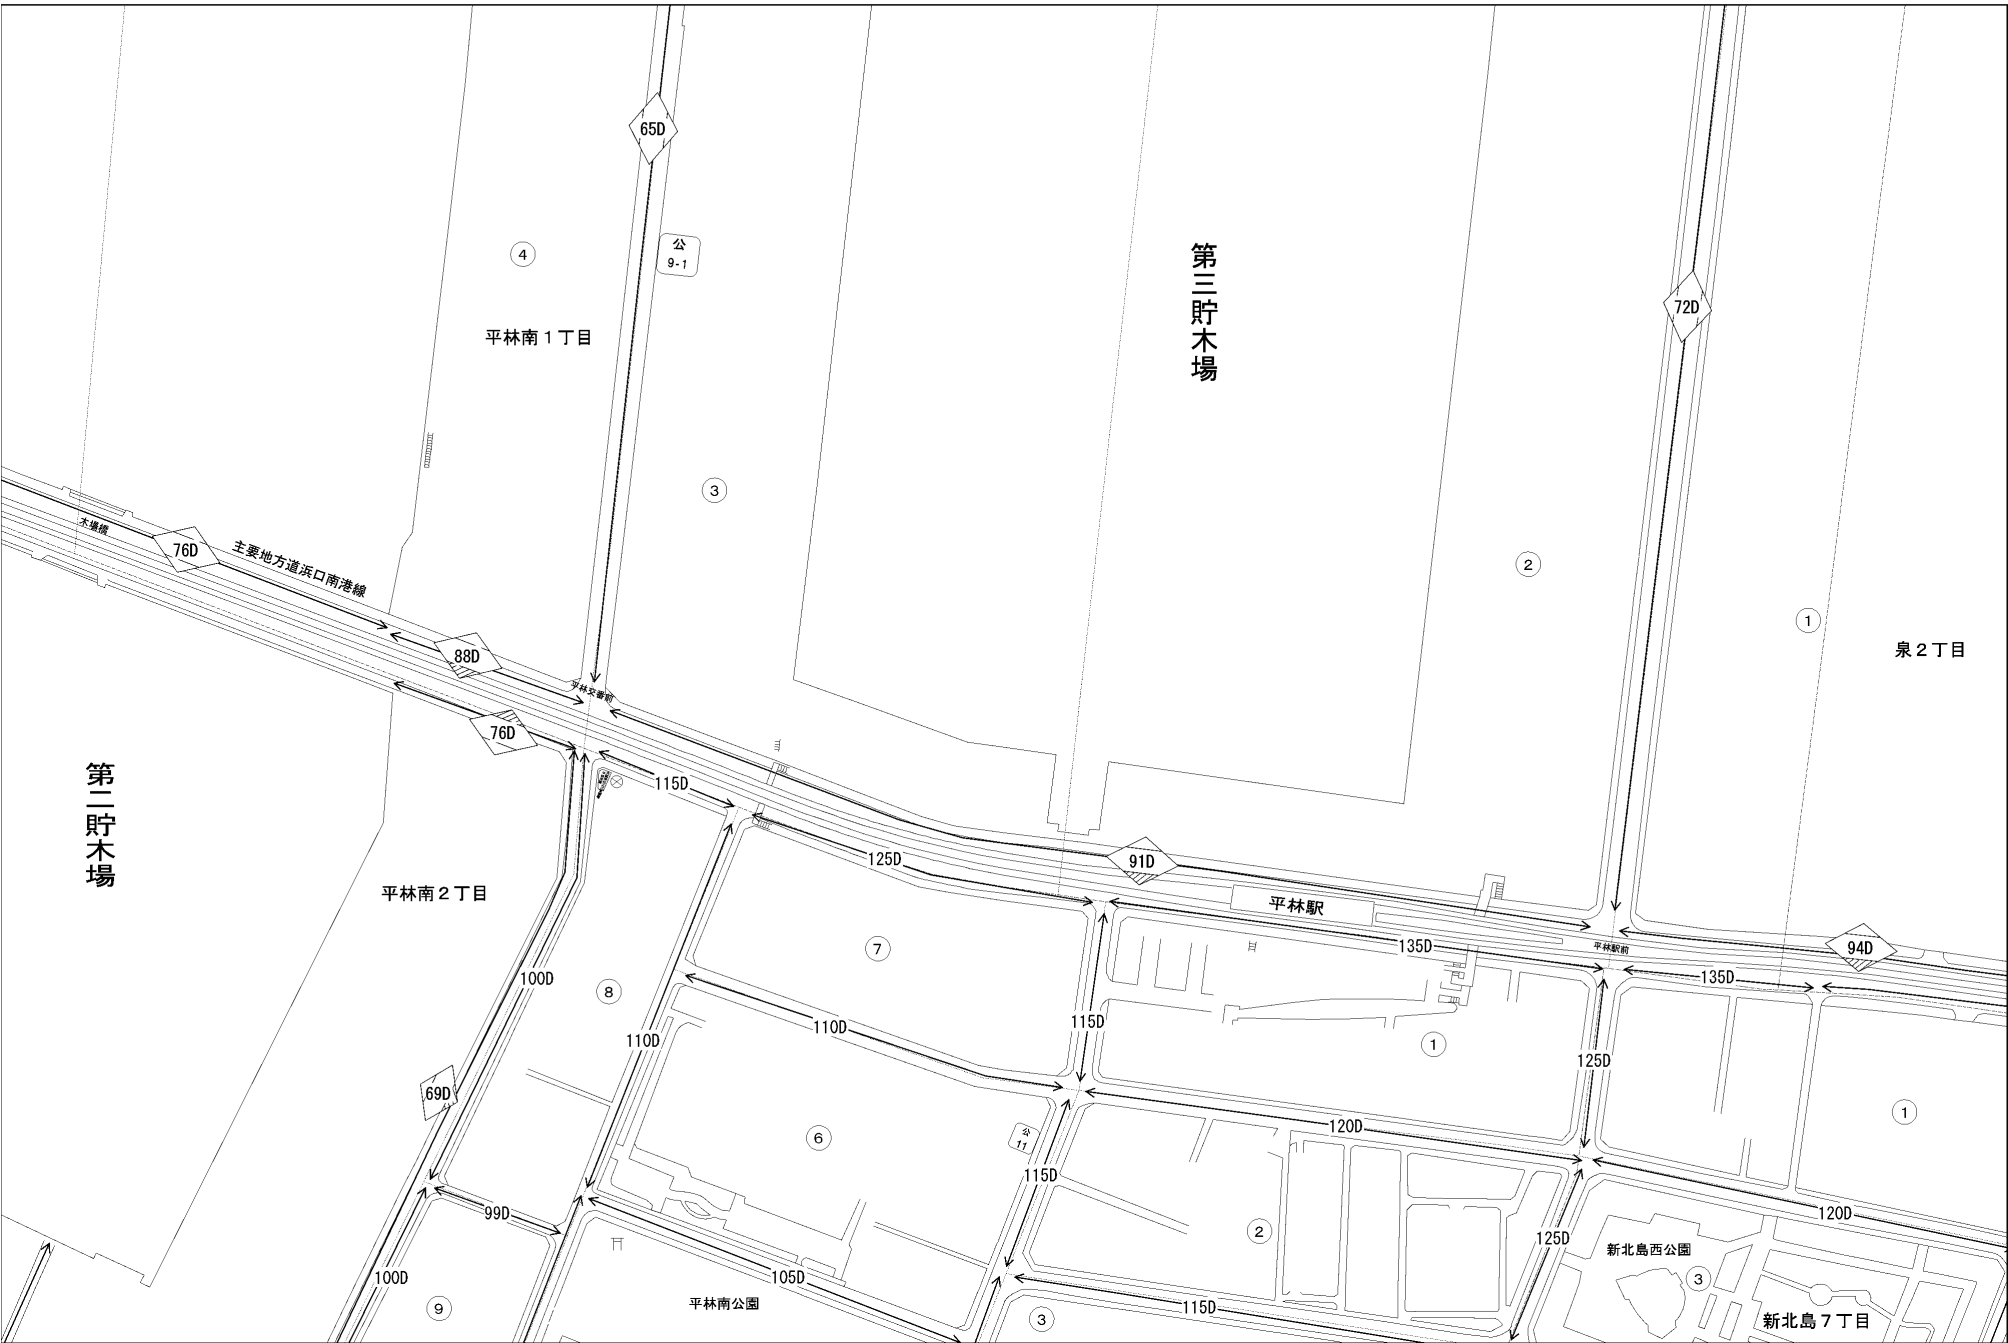 65D
公
9-1
④
平林南1丁目
第三貯木場
72D
③
木場橋
76D
主要地方道浜口南港線
②
①
泉2丁目
88D
平林交番前
76D
第二貯木場
115D
125D
91D
平林南2丁目
平林駅
135D
平林駅前
94D
⑦
100D
135D
⑧
110D
115D
110D
①
125D
69D
①
公
11
⑥
120D
115D
99D
②
120D
125D
新北島西公園
100D
105D
③
⑨
平林南公園
115D
③
新北島7丁目